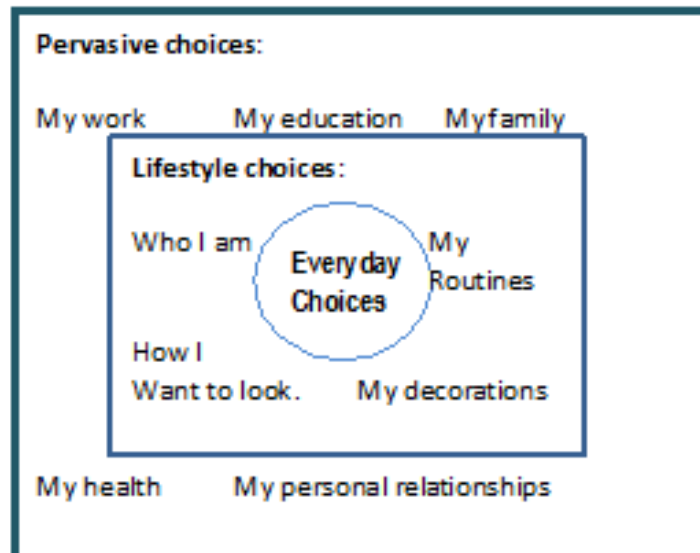 Pervasive choices:
My work My education My family
Lifestyle choices:
Who I am
Everyday
Choices
My
Routines
How I
Want to look. My decorations
My health My personal relationships